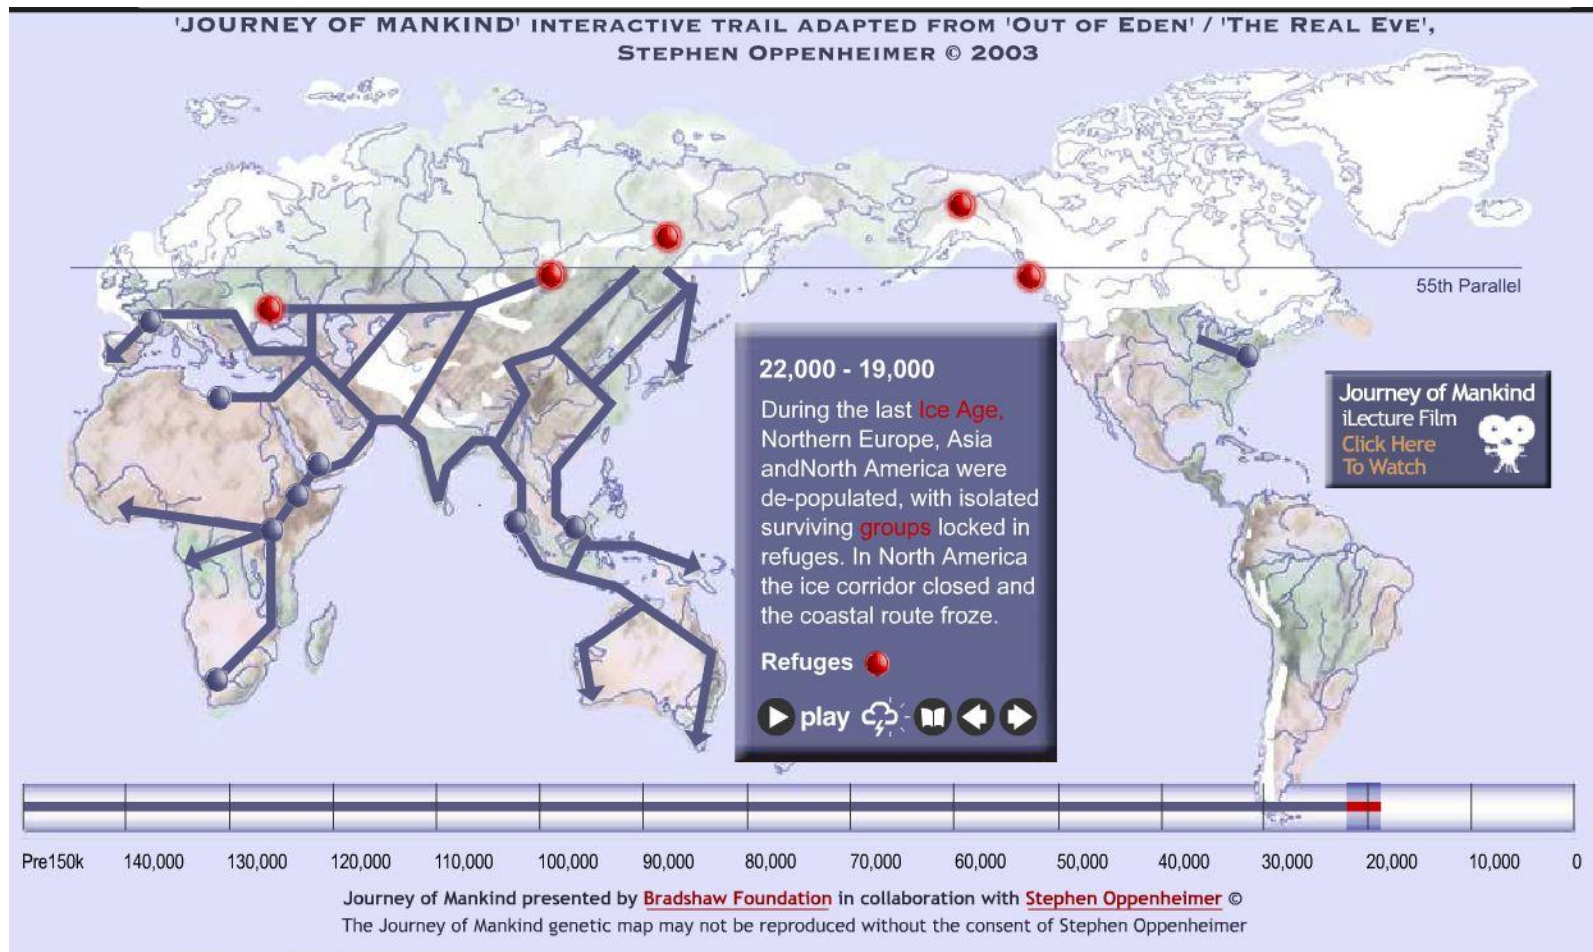 'JOURNEY OF MANKIND' INTERACTIVE TRAIL ADAPTED FROM 'OUT OF EDEN' / 'THE REAL EVE',
STEPHEN OPPENHEIMER © 2003
55th Parallel
22,000 - 19,000
During the last Ice Age,
Northern Europe, Asia
andNorth America were
de-populated, with isolated
surviving groups locked in
refuges. In North America
the ice corridor closed and
the coastal route froze.
Refuges
play
Journey of Mankind
iLecture Film
Click Here
To Watch
Pre150k 140,000 130,000 120,000 110,000 100,000 90,000 80,000 70,000 60,000 50,000 40,000 30,000 20,000 10,000 0
Journey of Mankind presented by Bradshaw Foundation in collaboration with Stephen Oppenheimer ©
The Journey of Mankind genetic map may not be reproduced without the consent of Stephen Oppenheimer